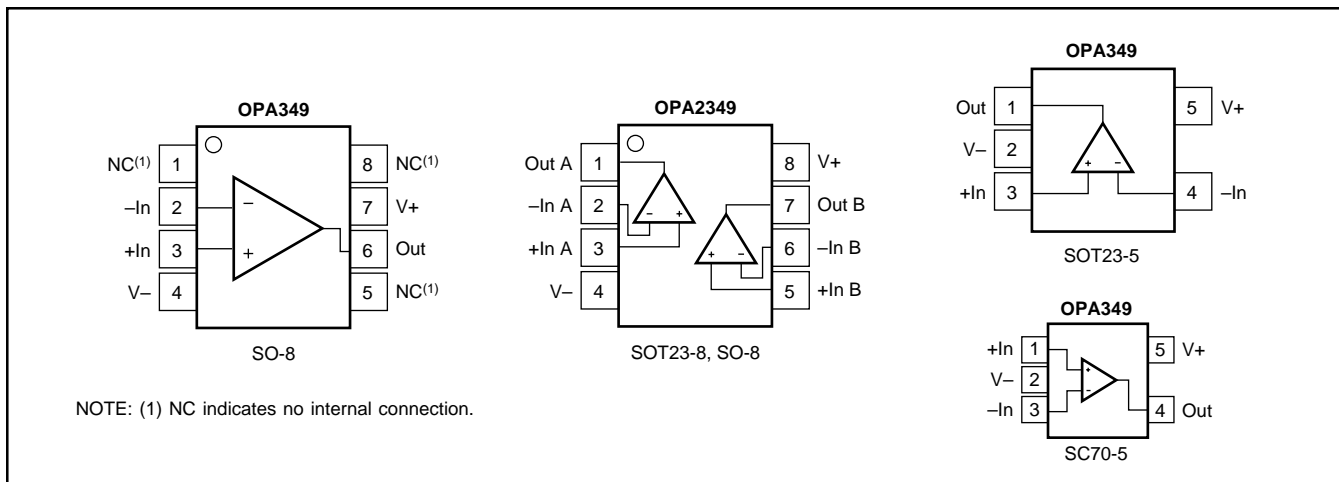 OPA349
NC(1) 1 8 NC(1)
–In 2 – 7 V+
+In 3 + 6 Out
V– 4 5 NC(1)
SO-8
OPA2349
Out A 1 8 V+
–In A 2 – + 7 Out B
+In A 3 + – 6 –In B
V– 4 5 +In B
SOT23-8, SO-8
OPA349
Out 1 5 V+
V– 2
+In 3 + – 4 –In
SOT23-5
OPA349
+In 1 + 5 V+
V– 2
–In 3 – 4 Out
SC70-5
NOTE: (1) NC indicates no internal connection.